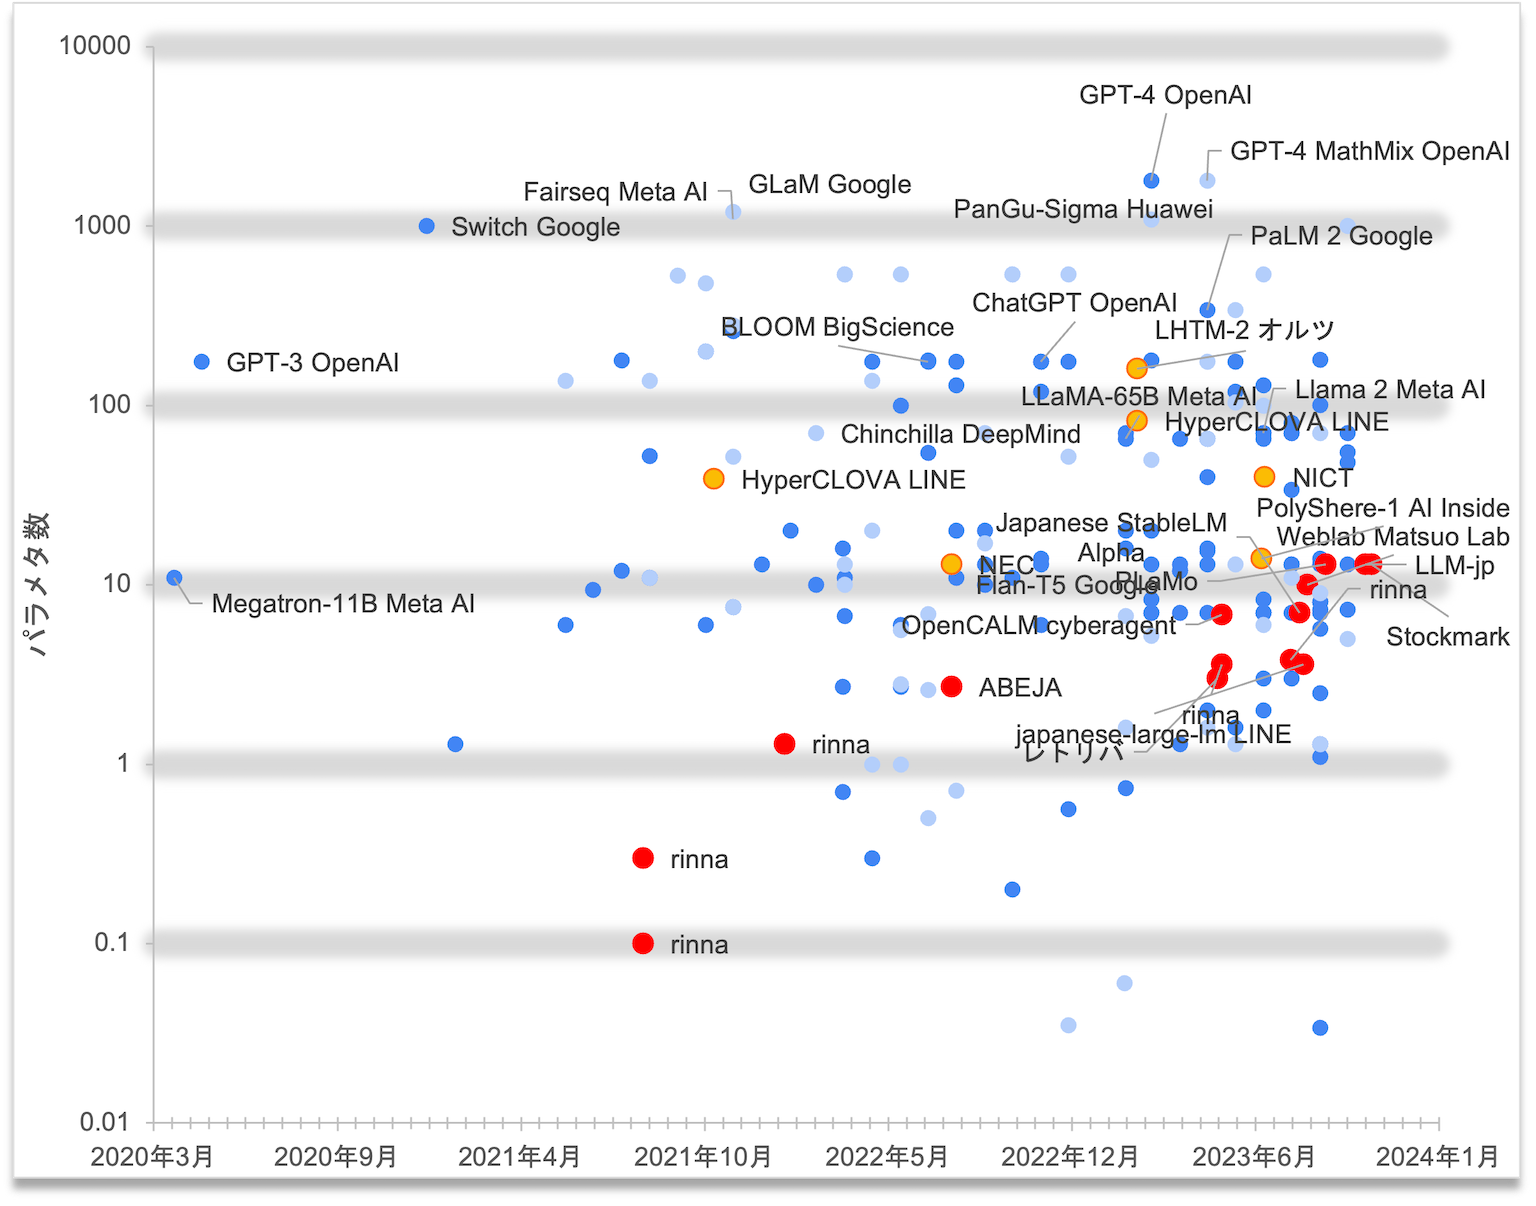 10000
GPT-4 OpenAI
GPT-4 MathMix OpenAI
Fairseq Meta AI
GLaM Google
PanGu-Sigma Huawei
1000
Switch Google
PaLM 2 Google
ChatGPT OpenAI
BLOOM BigScience
LHTM-2 オルツ
GPT-3 OpenAI
LLaMA-65B Meta AI
Llama 2 Meta AI
100
HyperCLOVA LINE
Chinchilla DeepMind
HyperCLOVA LINE
NICT
PolyShere-1 AI Inside
Japanese StableLM
Alpha
Weblab Matsuo Lab
NEC
LLM-jp
10
Flan-T5 Google
PLaMo
rinna
Megatron-11B Meta AI
OpenCALM cyberagent
Stockmark
ABEJA
rinna
japanese-large-lm LINE
レトリバ
rinna
1
rinna
0.1
rinna
0.01
パラメタ数
2020年3月
2020年9月
2021年4月
2021年10月
2022年5月
2022年12月
2023年6月
2024年1月